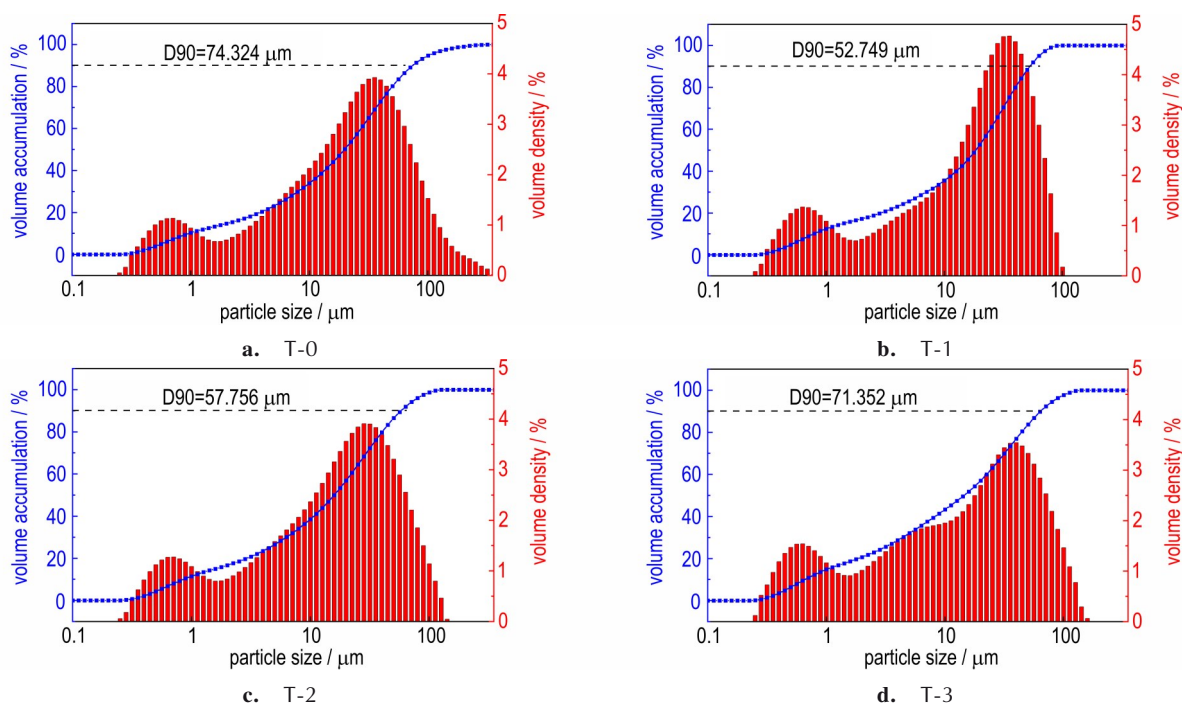 D90=74.324 μm
volume accumulation / %
100
80
60
40
20
0
5
4
3
2
1
0
volume density / %
0.1 1 10 100
particle size / μm
a. T-0
D90=52.749 μm
volume accumulation / %
100
80
60
40
20
0
5
4
3
2
1
0
volume density / %
0.1 1 10 100
particle size / μm
b. T-1
D90=57.756 μm
volume accumulation / %
100
80
60
40
20
0
5
4
3
2
1
0
volume density / %
0.1 1 10 100
particle size / μm
c. T-2
D90=71.352 μm
volume accumulation / %
100
80
60
40
20
0
5
4
3
2
1
0
volume density / %
0.1 1 10 100
particle size / μm
d. T-3